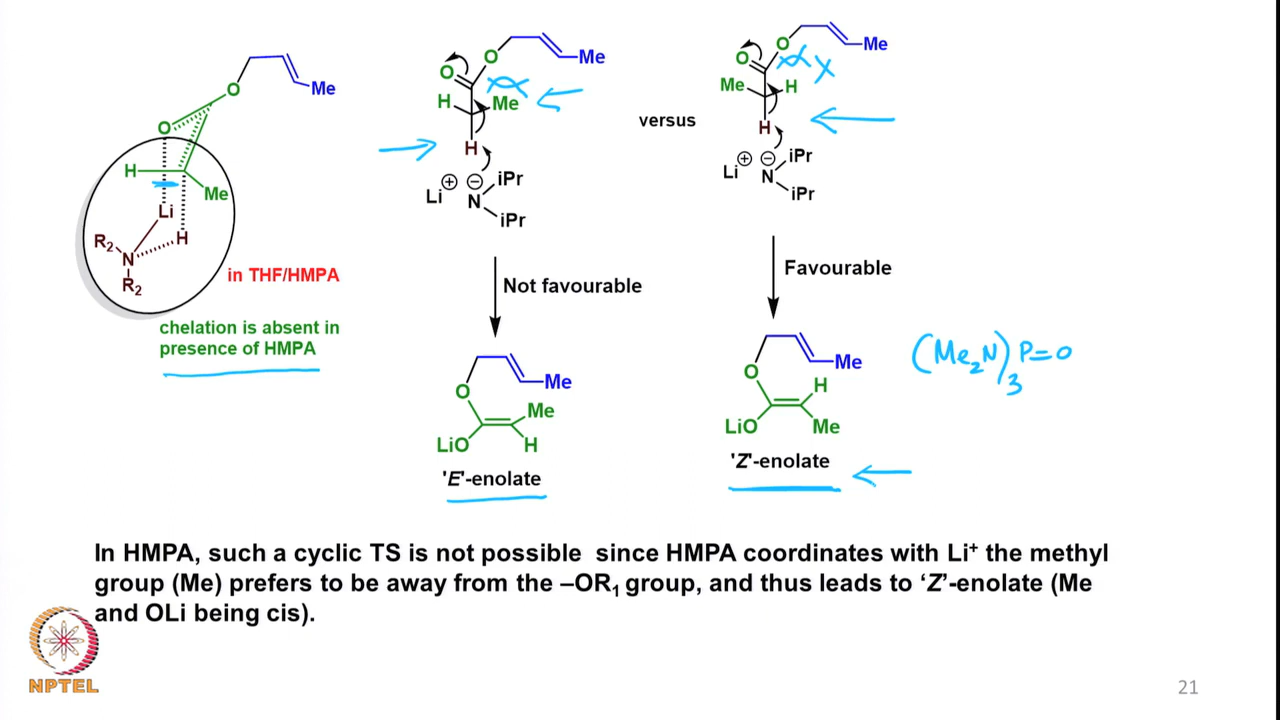 O
Me
O
H
Me
Li
H
R2
N
R2
in THF/HMPA
chelation is absent in
presence of HMPA
O
O
Me
H
Me
H
Li⊕ ⊖ iPr
N
iPr
Not favourable
Me
O
Me
LiO
H
'E'-enolate
versus
O
O
Me
Me
H
H
Li⊕ ⊖ iPr
N
iPr
Favourable
Me
O
H
LiO
Me
'Z'-enolate
(Me2N)3P=O
In HMPA, such a cyclic TS is not possible since HMPA coordinates with Li+ the methyl
group (Me) prefers to be away from the –OR1 group, and thus leads to ‘Z’-enolate (Me
and OLi being cis).
NPTEL
21